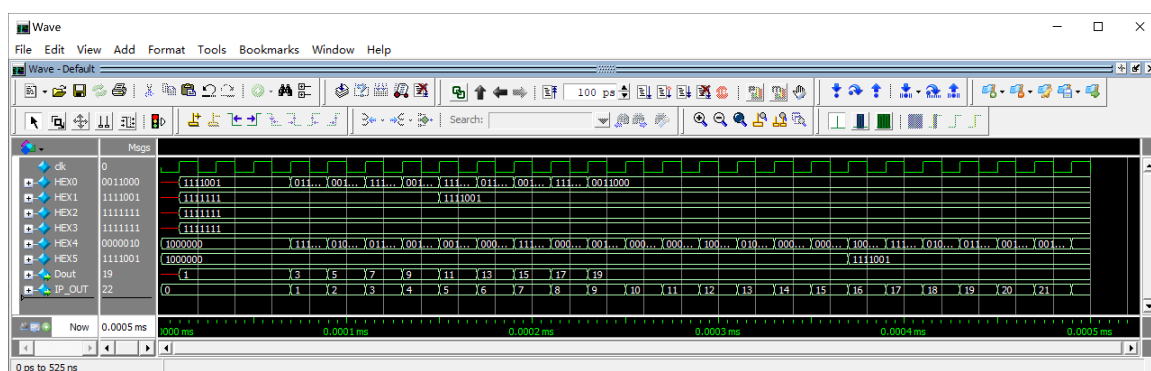 Wave
File Edit View Add Format Tools Bookmarks Window Help
Wave - Default
100 ps
Search:
Msgs
clk 0
HEX0 0011000 1111001 011... 001... 111... 001... 111... 011... 001... 111... 0011000
HEX1 1111001 1111111 1111001
HEX2 1111111 1111111
HEX3 1111111 1111111
HEX4 0000010 1000000 111... 010... 011... 001... 001... 000... 111... 000... 001... 000... 000... 100... 010... 000... 000... 100... 111... 010... 011... 001... 001...
HEX5 1111001 1000000 1111001
Dout 19 1 3 5 7 9 11 13 15 17 19
IP_OUT 22 0 1 2 3 4 5 6 7 8 9 10 11 12 13 14 15 16 17 18 19 20 21
Now 0.0005 ms 0000 ms 0.0001 ms 0.0002 ms 0.0003 ms 0.0004 ms 0.0005 ms
0 ps to 525 ns